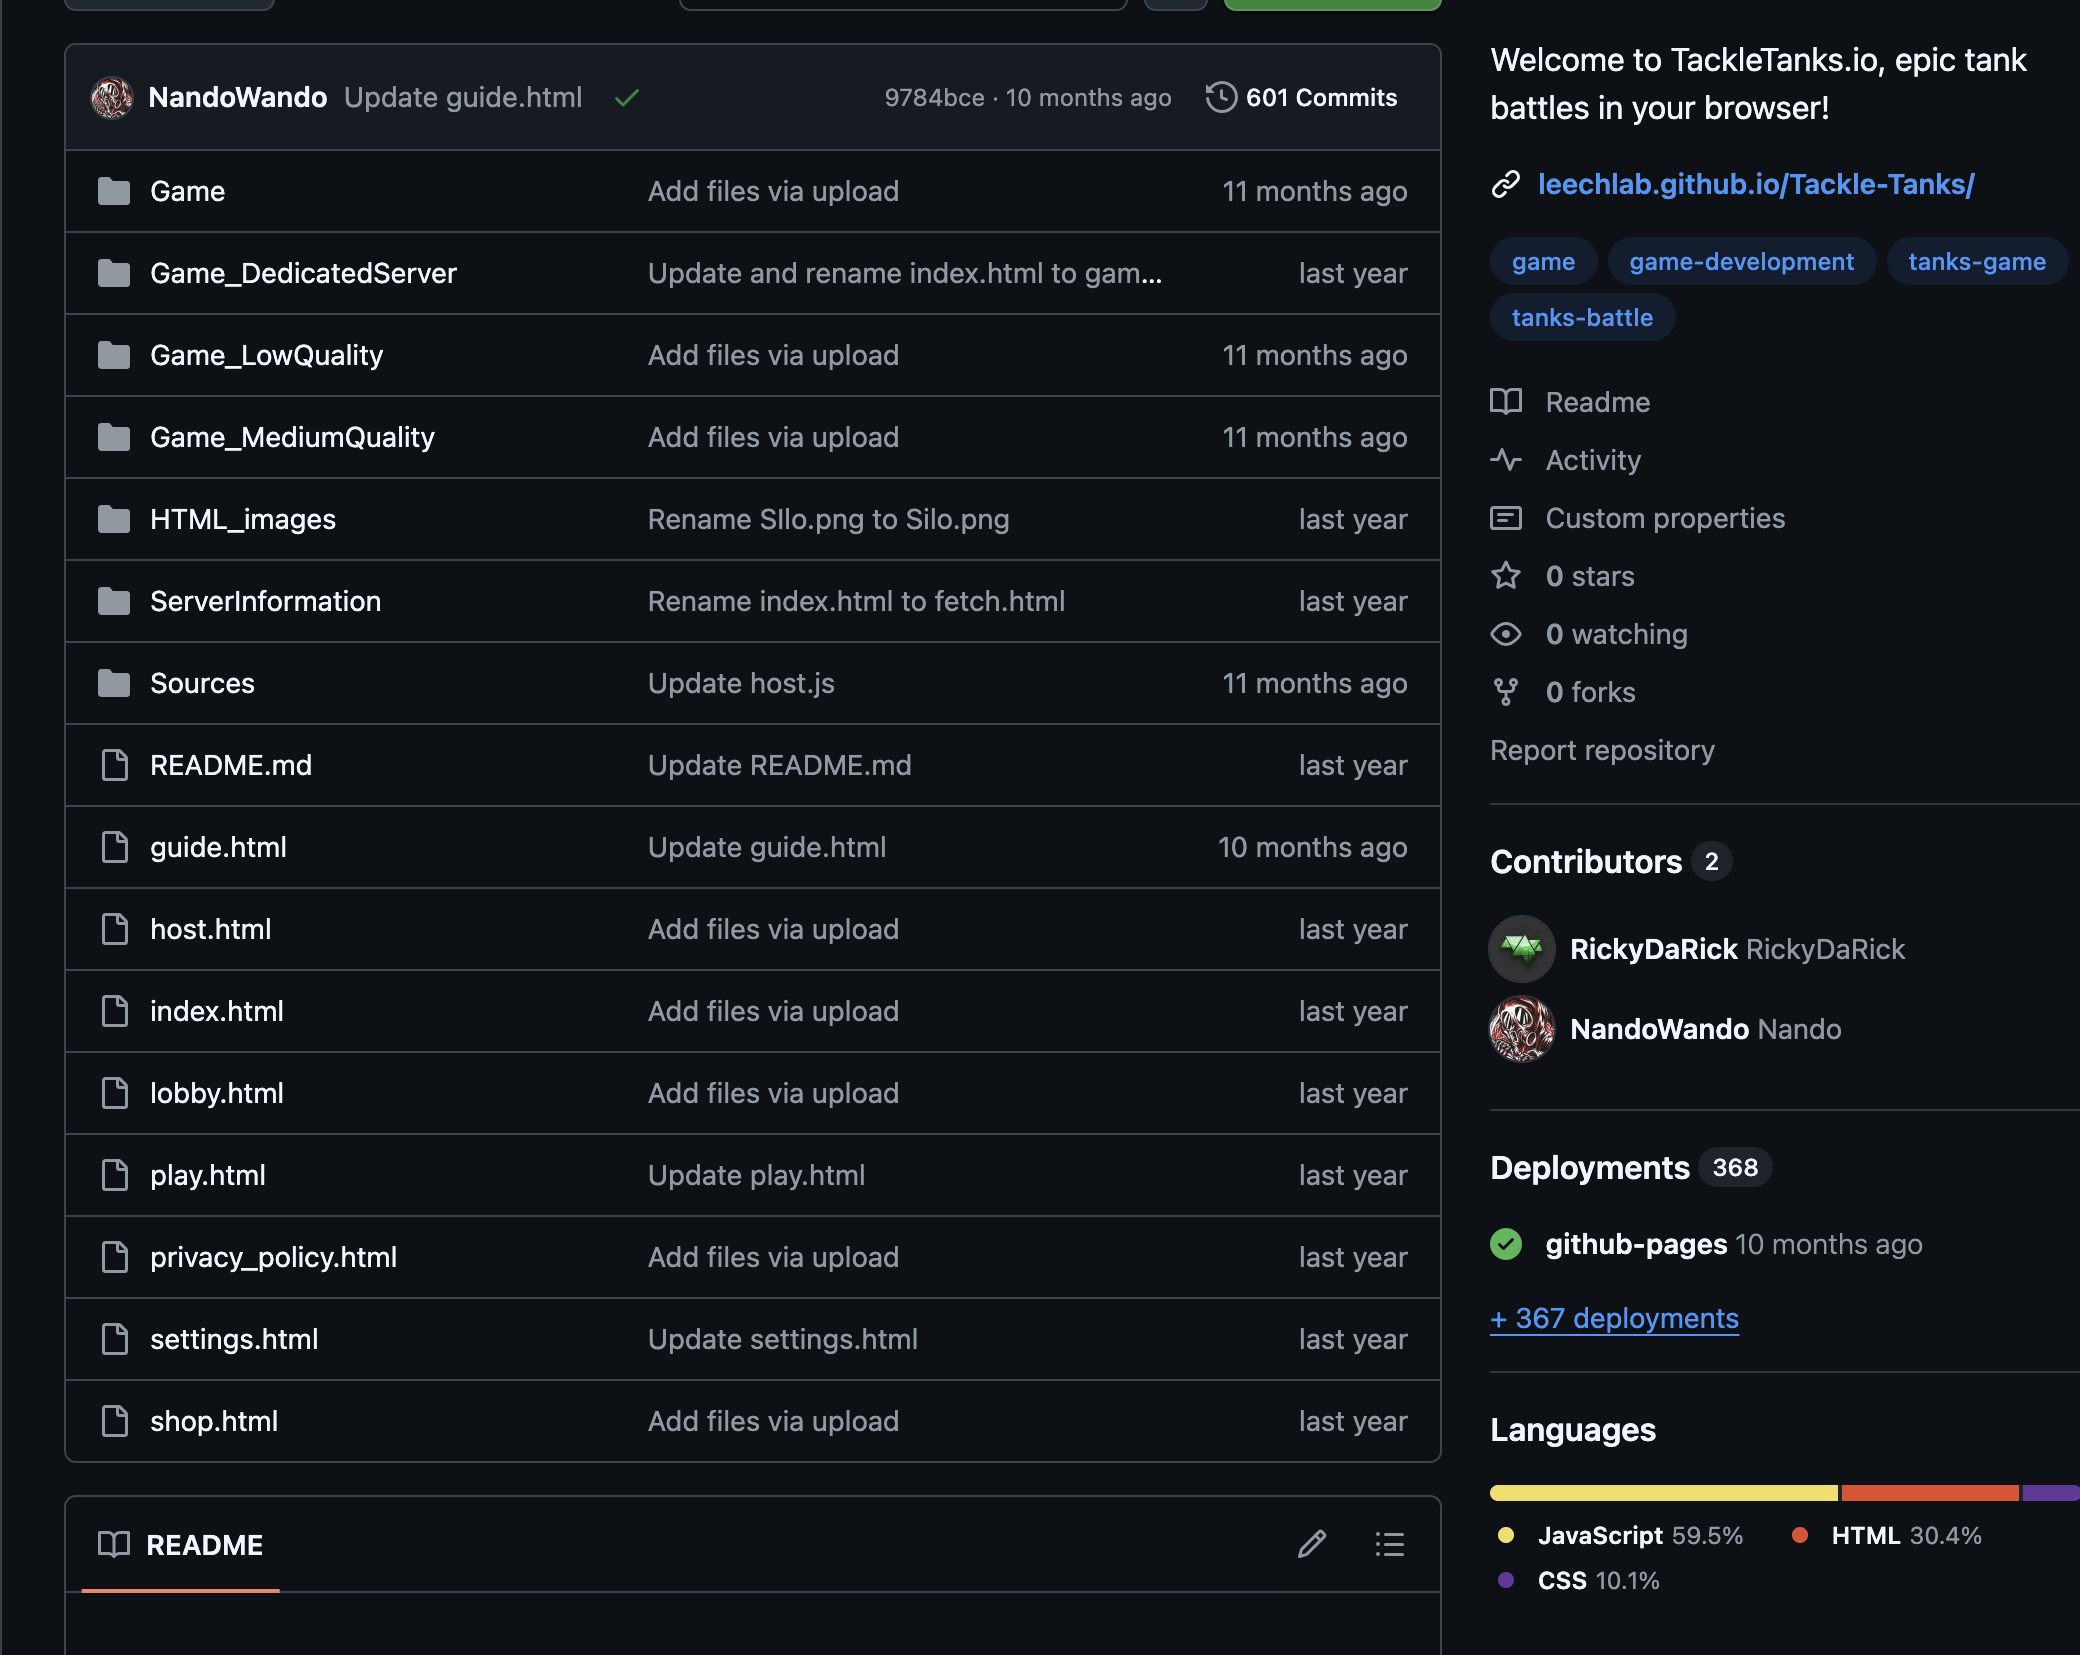 NandoWando Update guide.html 9784bce · 10 months ago 601 Commits
Game Add files via upload 11 months ago
Game_DedicatedServer Update and rename index.html to gam... last year
Game_LowQuality Add files via upload 11 months ago
Game_MediumQuality Add files via upload 11 months ago
HTML_images Rename SIlo.png to Silo.png last year
ServerInformation Rename index.html to fetch.html last year
Sources Update host.js 11 months ago
README.md Update README.md last year
guide.html Update guide.html 10 months ago
host.html Add files via upload last year
index.html Add files via upload last year
lobby.html Add files via upload last year
play.html Update play.html last year
privacy_policy.html Add files via upload last year
settings.html Update settings.html last year
shop.html Add files via upload last year
README
Welcome to TackleTanks.io, epic tank
battles in your browser!
leechlab.github.io/Tackle-Tanks/
game game-development tanks-game
tanks-battle
Readme
Activity
Custom properties
0 stars
0 watching
0 forks
Report repository
Contributors 2
RickyDaRick RickyDaRick
NandoWando Nando
Deployments 368
github-pages 10 months ago
+ 367 deployments
Languages
JavaScript 59.5% HTML 30.4%
CSS 10.1%